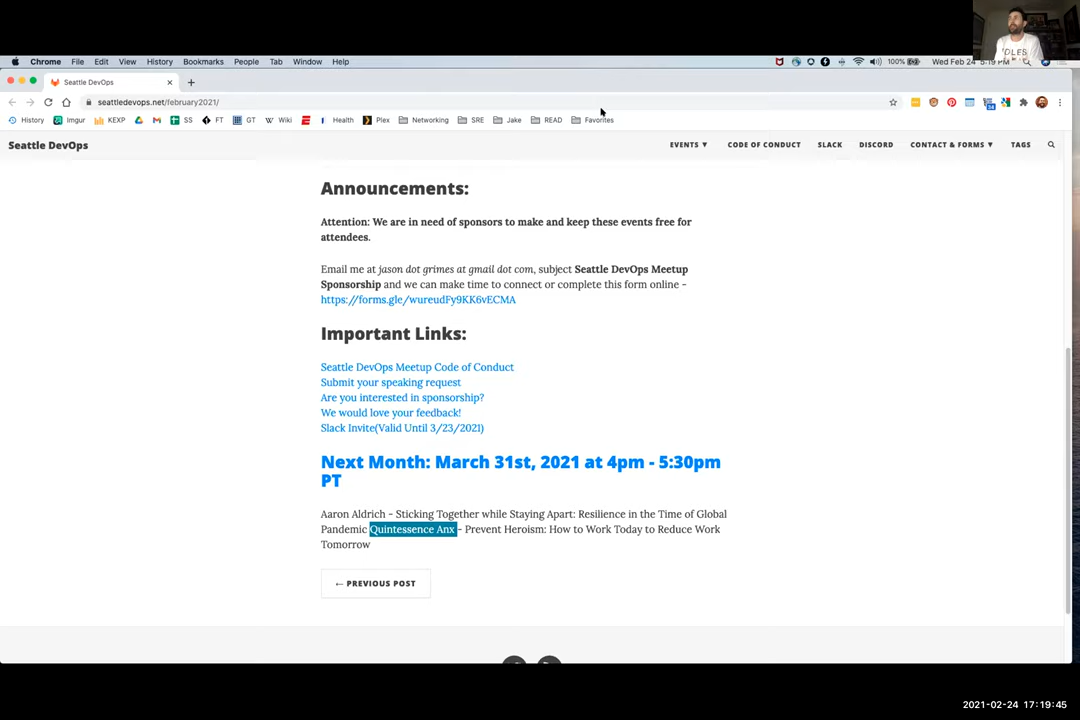 Chrome File Edit View History Bookmarks People Tab Window Help 100% Wed Feb 24 5:19 PM
Seattle DevOps
seattledevops.net/february2021/
History Imgur KEXP SS FT GT Wiki Health Plex Networking SRE Jake READ Favorites
Seattle DevOps EVENTS ▼ CODE OF CONDUCT SLACK DISCORD CONTACT & FORMS ▼ TAGS
Announcements:
Attention: We are in need of sponsors to make and keep these events free for
attendees.
Email me at jason dot grimes at gmail dot com, subject Seattle DevOps Meetup
Sponsorship and we can make time to connect or complete this form online -
https://forms.gle/wureudFy9KK6vECMA
Important Links:
Seattle DevOps Meetup Code of Conduct
Submit your speaking request
Are you interested in sponsorship?
We would love your feedback!
Slack Invite(Valid Until 3/23/2021)
Next Month: March 31st, 2021 at 4pm - 5:30pm
PT
Aaron Aldrich - Sticking Together while Staying Apart: Resilience in the Time of Global
Pandemic Quintessence Anx - Prevent Heroism: How to Work Today to Reduce Work
Tomorrow
← PREVIOUS POST
2021-02-24 17:19:45